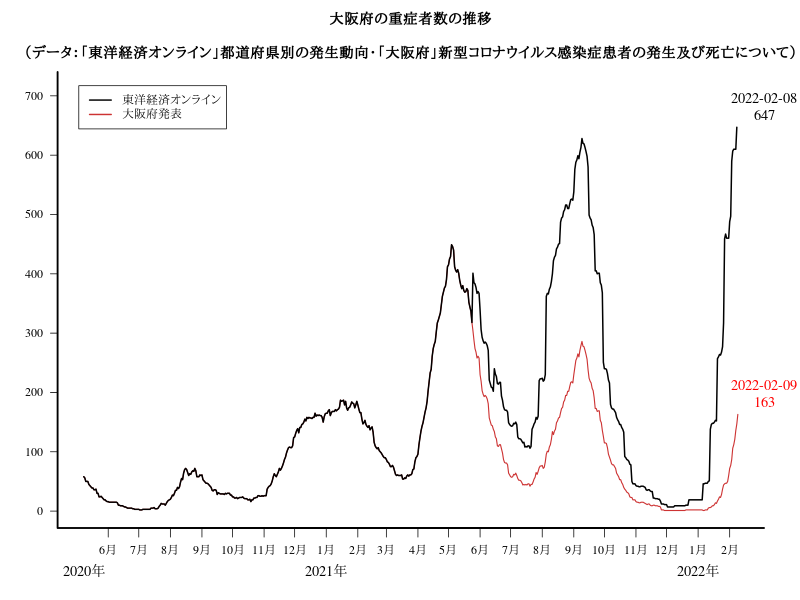 大阪府の重症者数の推移
（データ：「東洋経済オンライン」都道府県別の発生動向・「大阪府」新型コロナウイルス感染症患者の発生及び死亡について）
東洋経済オンライン
大阪府発表
2022-02-08
647
2022-02-09
163
700
600
500
400
300
200
100
0
6月 7月 8月 9月 10月 11月 12月 1月 2月 3月 4月 5月 6月 7月 8月 9月 10月 11月 12月 1月 2月
2020年 2021年 2022年